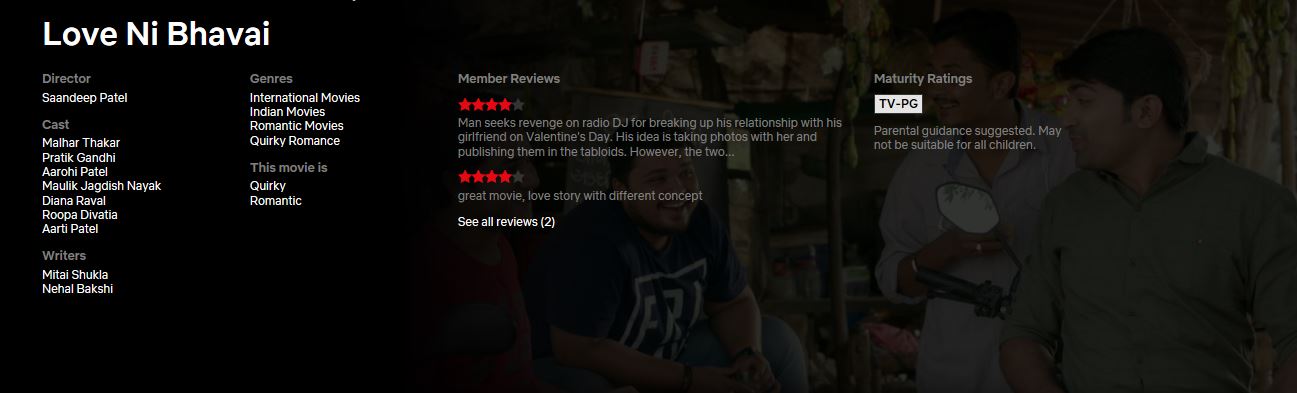 Love Ni Bhavai
Director
Saandeep Patel
Cast
Malhar Thakar
Pratik Gandhi
Aarohi Patel
Maulik Jagdish Nayak
Diana Raval
Roopa Divatia
Aarti Patel
Writers
Mitai Shukla
Nehal Bakshi
Genres
International Movies
Indian Movies
Romantic Movies
Quirky Romance
This movie is
Quirky
Romantic
Member Reviews
Man seeks revenge on radio DJ for breaking up his relationship with his
girlfriend on Valentine's Day. His idea is taking photos with her and
publishing them in the tabloids. However, the two...
great movie, love story with different concept
See all reviews (2)
Maturity Ratings
TV-PG
Parental guidance suggested. May
not be suitable for all children.